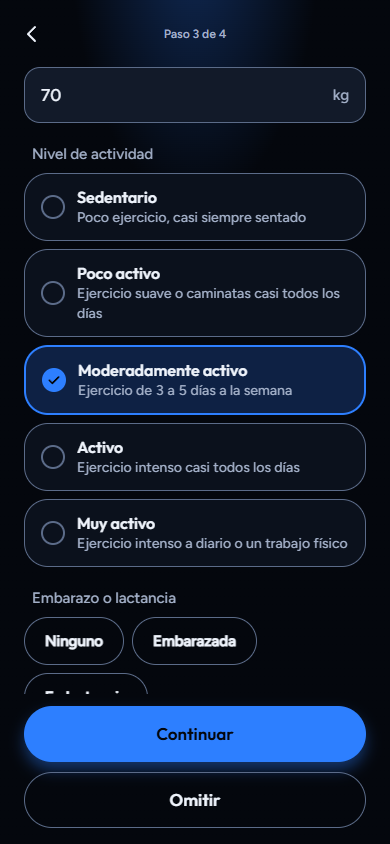 Paso 3 de 4
70 kg
Nivel de actividad
Sedentario
Poco ejercicio, casi siempre sentado
Poco activo
Ejercicio suave o caminatas casi todos los
días
Moderadamente activo
Ejercicio de 3 a 5 días a la semana
Activo
Ejercicio intenso casi todos los días
Muy activo
Ejercicio intenso a diario o un trabajo físico
Embarazo o lactancia
Ninguno Embarazada
Continuar
Omitir